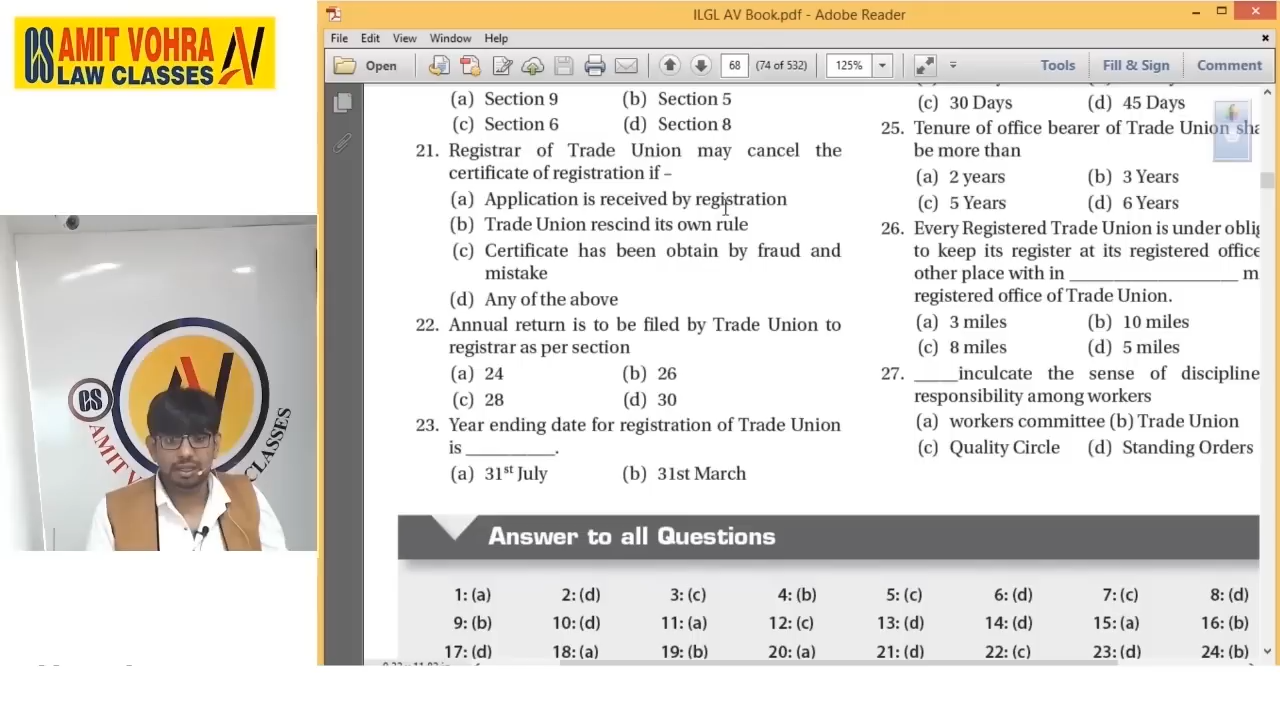 CS AMIT VOHRA
LAW CLASSES AV
ILGL AV Book.pdf - Adobe Reader
File Edit View Window Help
Open 68 (74 of 532) 125% Tools Fill & Sign Comment
(a) Section 9 (b) Section 5
(c) Section 6 (d) Section 8
21. Registrar of Trade Union may cancel the
certificate of registration if –
(a) Application is received by registration
(b) Trade Union rescind its own rule
(c) Certificate has been obtain by fraud and
mistake
(d) Any of the above
22. Annual return is to be filed by Trade Union to
registrar as per section
(a) 24 (b) 26
(c) 28 (d) 30
23. Year ending date for registration of Trade Union
is __________.
(a) 31st July (b) 31st March
(c) 30 Days (d) 45 Days
25. Tenure of office bearer of Trade Union sha
be more than
(a) 2 years (b) 3 Years
(c) 5 Years (d) 6 Years
26. Every Registered Trade Union is under oblig
to keep its register at its registered office
other place with in __________________ m
registered office of Trade Union.
(a) 3 miles (b) 10 miles
(c) 8 miles (d) 5 miles
27. _____inculcate the sense of discipline
responsibility among workers
(a) workers committee (b) Trade Union
(c) Quality Circle (d) Standing Orders
Answer to all Questions
1: (a) 2: (d) 3: (c) 4: (b) 5: (c) 6: (d) 7: (c) 8: (d)
9: (b) 10: (d) 11: (a) 12: (c) 13: (d) 14: (d) 15: (a) 16: (b)
17: (d) 18: (a) 19: (b) 20: (a) 21: (d) 22: (c) 23: (d) 24: (b)
CS
AMIT V
CLASSES